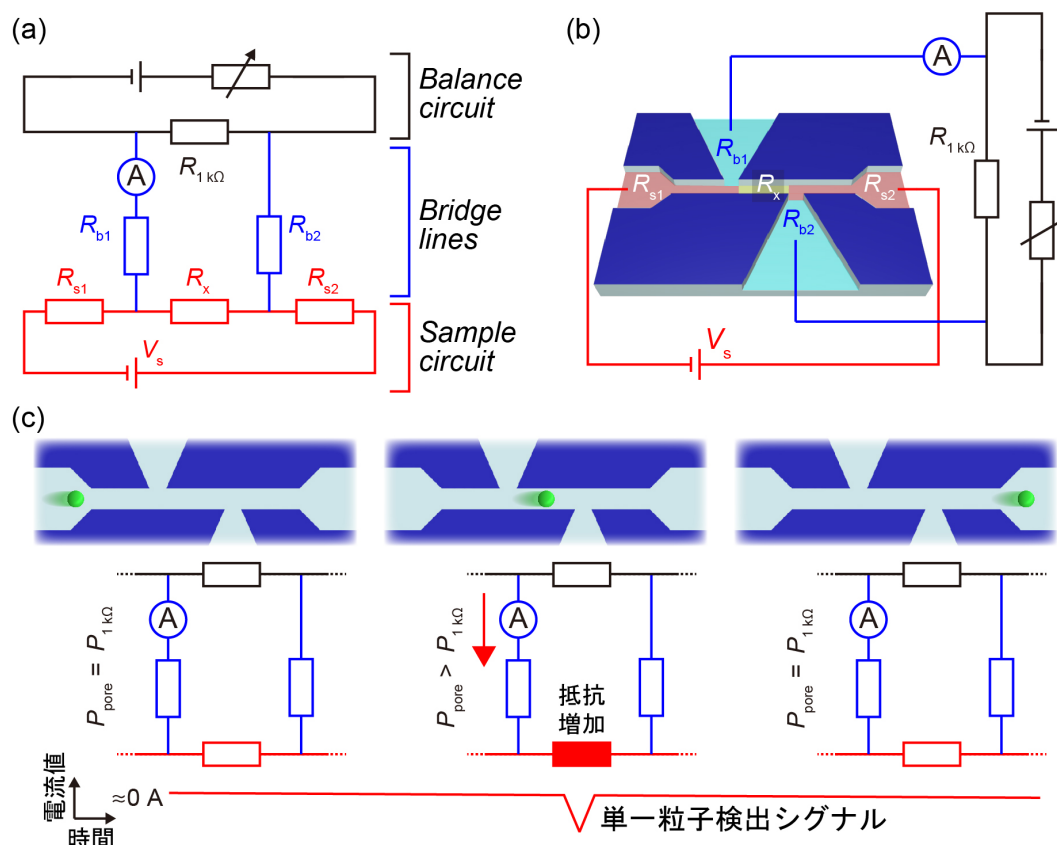 (a)
Balance
circuit
R1 kΩ
A
Bridge
lines
Rb1
Rb2
Rs1
Rx
Rs2
Sample
circuit
Vs
(b)
A
Rb1
R1 kΩ
Rs1
Rx
Rs2
Rb2
Vs
(c)
A
Ppore = P1 kΩ
A
Ppore > P1 kΩ
抵抗
増加
A
Ppore = P1 kΩ
電流値
≈0 A
時間
単一粒子検出シグナル